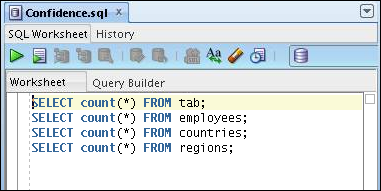 Confidence.sql
SQL Worksheet History
Aa
Worksheet Query Builder
SELECT count(*) FROM tab;
SELECT count(*) FROM employees;
SELECT count(*) FROM countries;
SELECT count(*) FROM regions;